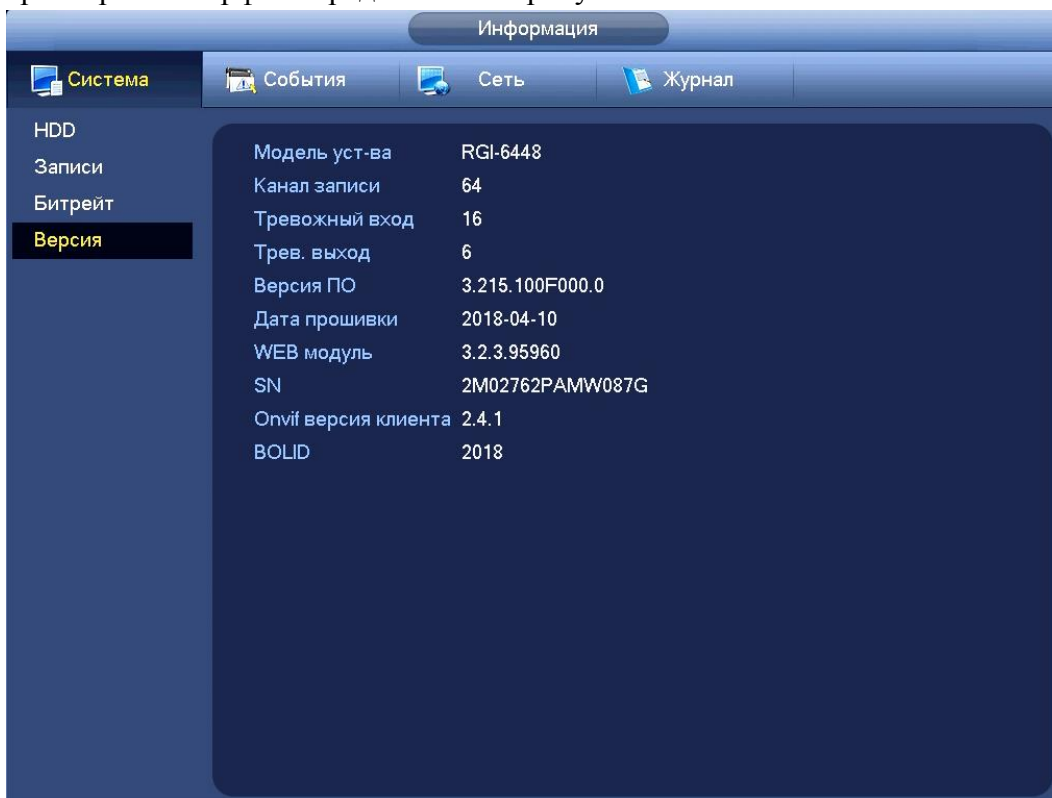 Информация
Система События Сеть Журнал
HDD
Записи
Битрейт
Версия
Модель уст-ва RGI-6448
Канал записи 64
Тревожный вход 16
Трев. выход 6
Версия ПО 3.215.100F000.0
Дата прошивки 2018-04-10
WEB модуль 3.2.3.95960
SN 2M02762PAMW087G
Onvif версия клиента 2.4.1
BOLID 2018